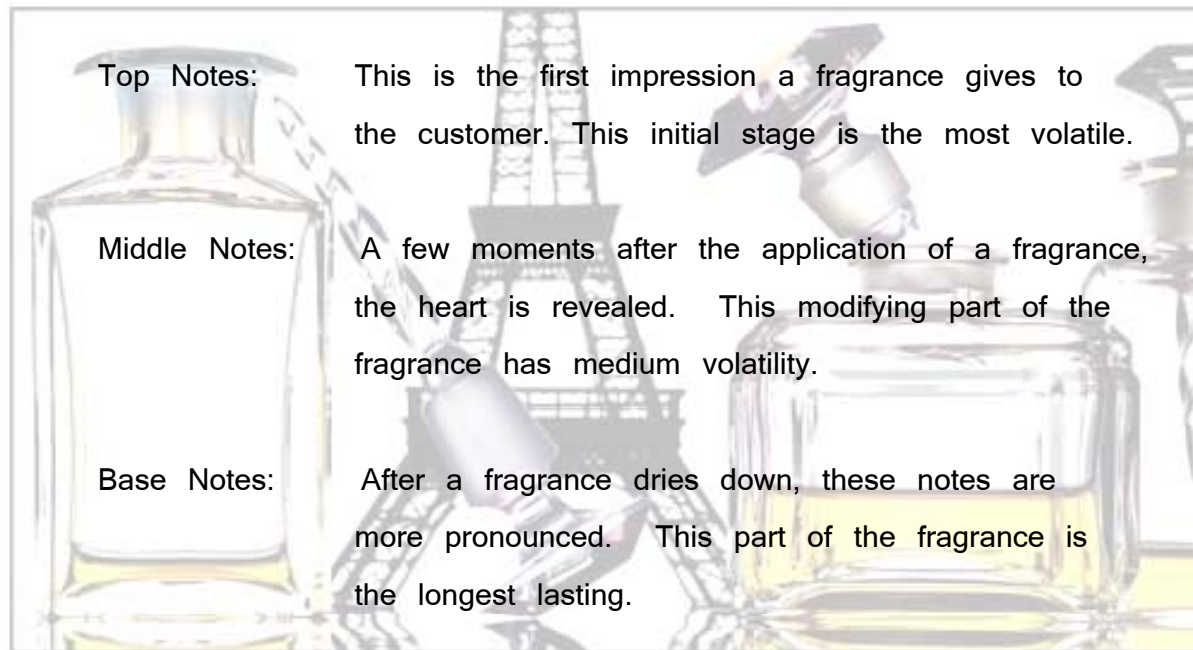 Top Notes: This is the first impression a fragrance gives to
the customer. This initial stage is the most volatile.
Middle Notes: A few moments after the application of a fragrance,
the heart is revealed. This modifying part of the
fragrance has medium volatility.
Base Notes: After a fragrance dries down, these notes are
more pronounced. This part of the fragrance is
the longest lasting.